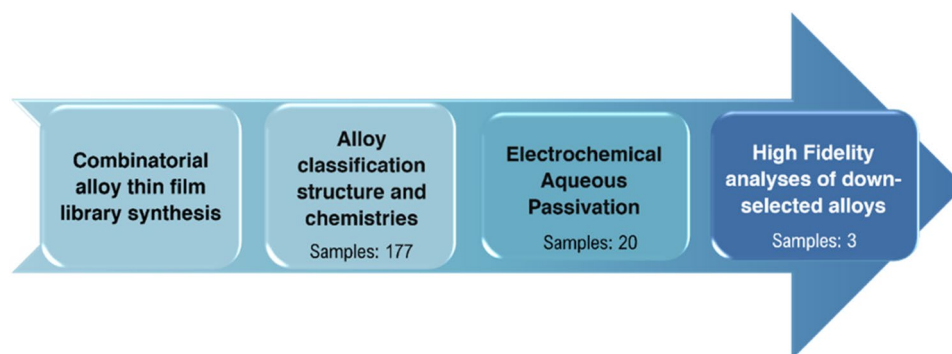 Combinatorial
alloy thin film
library synthesis
Alloy
classification
structure and
chemistries
Samples: 177
Electrochemical
Aqueous
Passivation
Samples: 20
High Fidelity
analyses of down-
selected alloys
Samples: 3